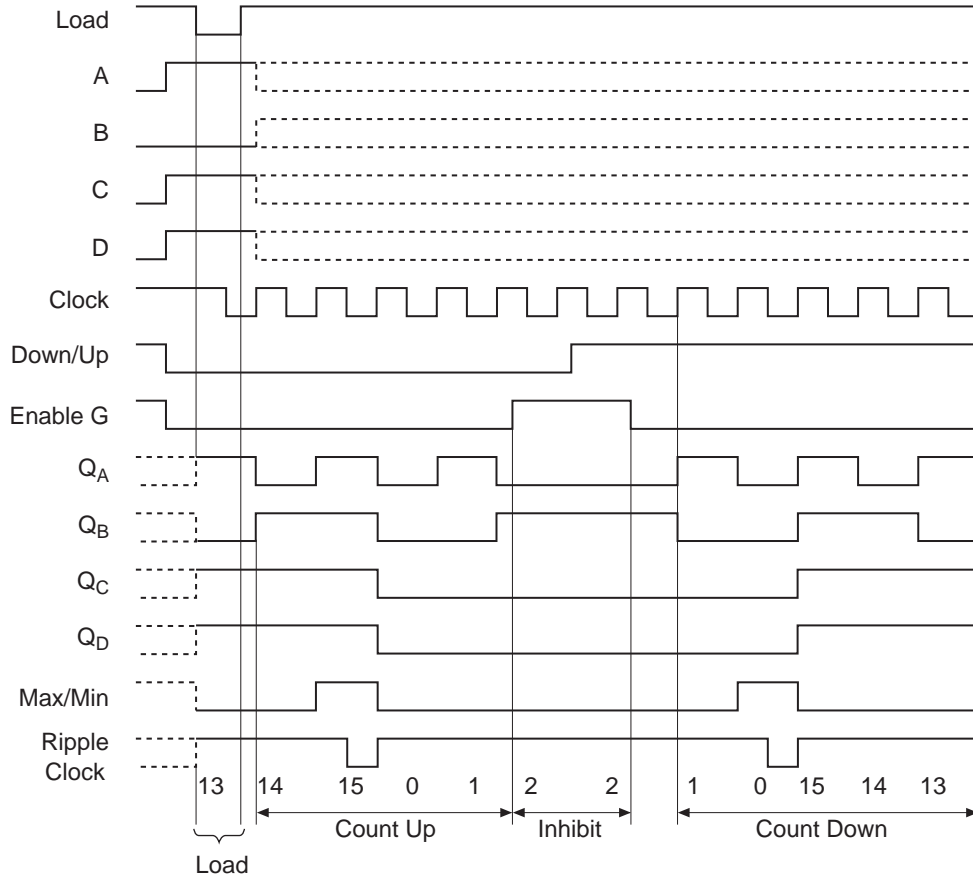 Load
A
B
C
D
Clock
Down/Up
Enable G
QA
QB
QC
QD
Max/Min
Ripple
Clock
13 14 15 0 1 2 2 1 0 15 14 13
Count Up Inhibit Count Down
Load